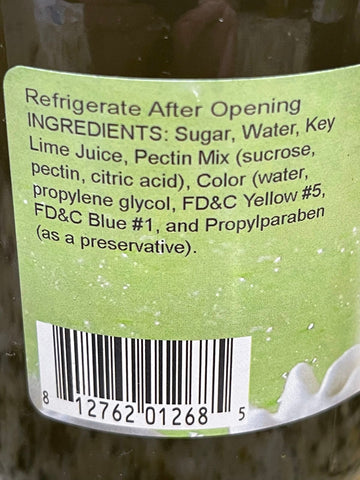 Refrigerate After Opening
INGREDIENTS: Sugar, Water, Key
Lime Juice, Pectin Mix (sucrose,
pectin, citric acid), Color (water,
propylene glycol, FD&C Yellow #5,
FD&C Blue #1, and Propylparaben
(as a preservative).
8 12762 01268 5